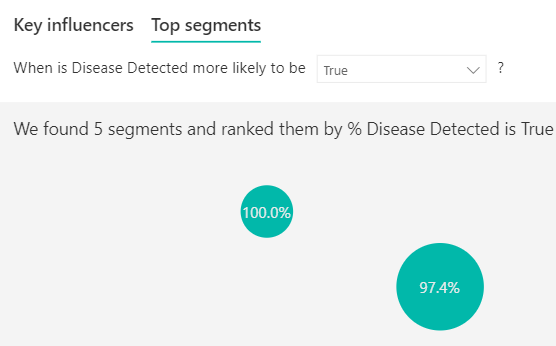 Key influencers Top segments
When is Disease Detected more likely to be True ?
We found 5 segments and ranked them by % Disease Detected is True
100.0%
97.4%